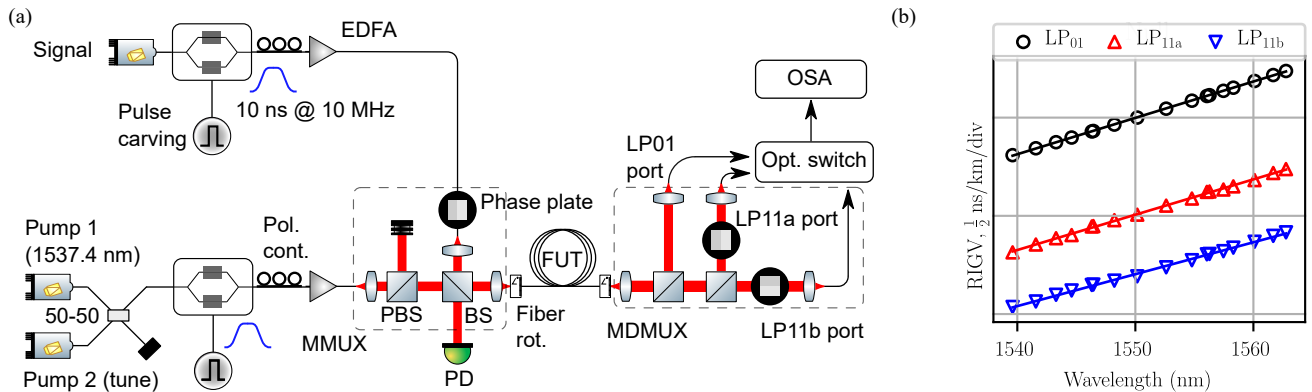 (a)
Signal
EDFA
Pulse
carving
10 ns @ 10 MHz
Pump 1
(1537.4 nm)
50-50
Pump 2 (tune)
Pol.
cont.
MMUX
PBS
BS
PD
Phase plate
Fiber
rot.
FUT
MDMUX
LP01
port
LP11a port
LP11b port
Opt. switch
OSA
(b)
LP01
LP11a
LP11b
RIGV, 1/2 ns/km/div
1540
1550
1560
Wavelength (nm)